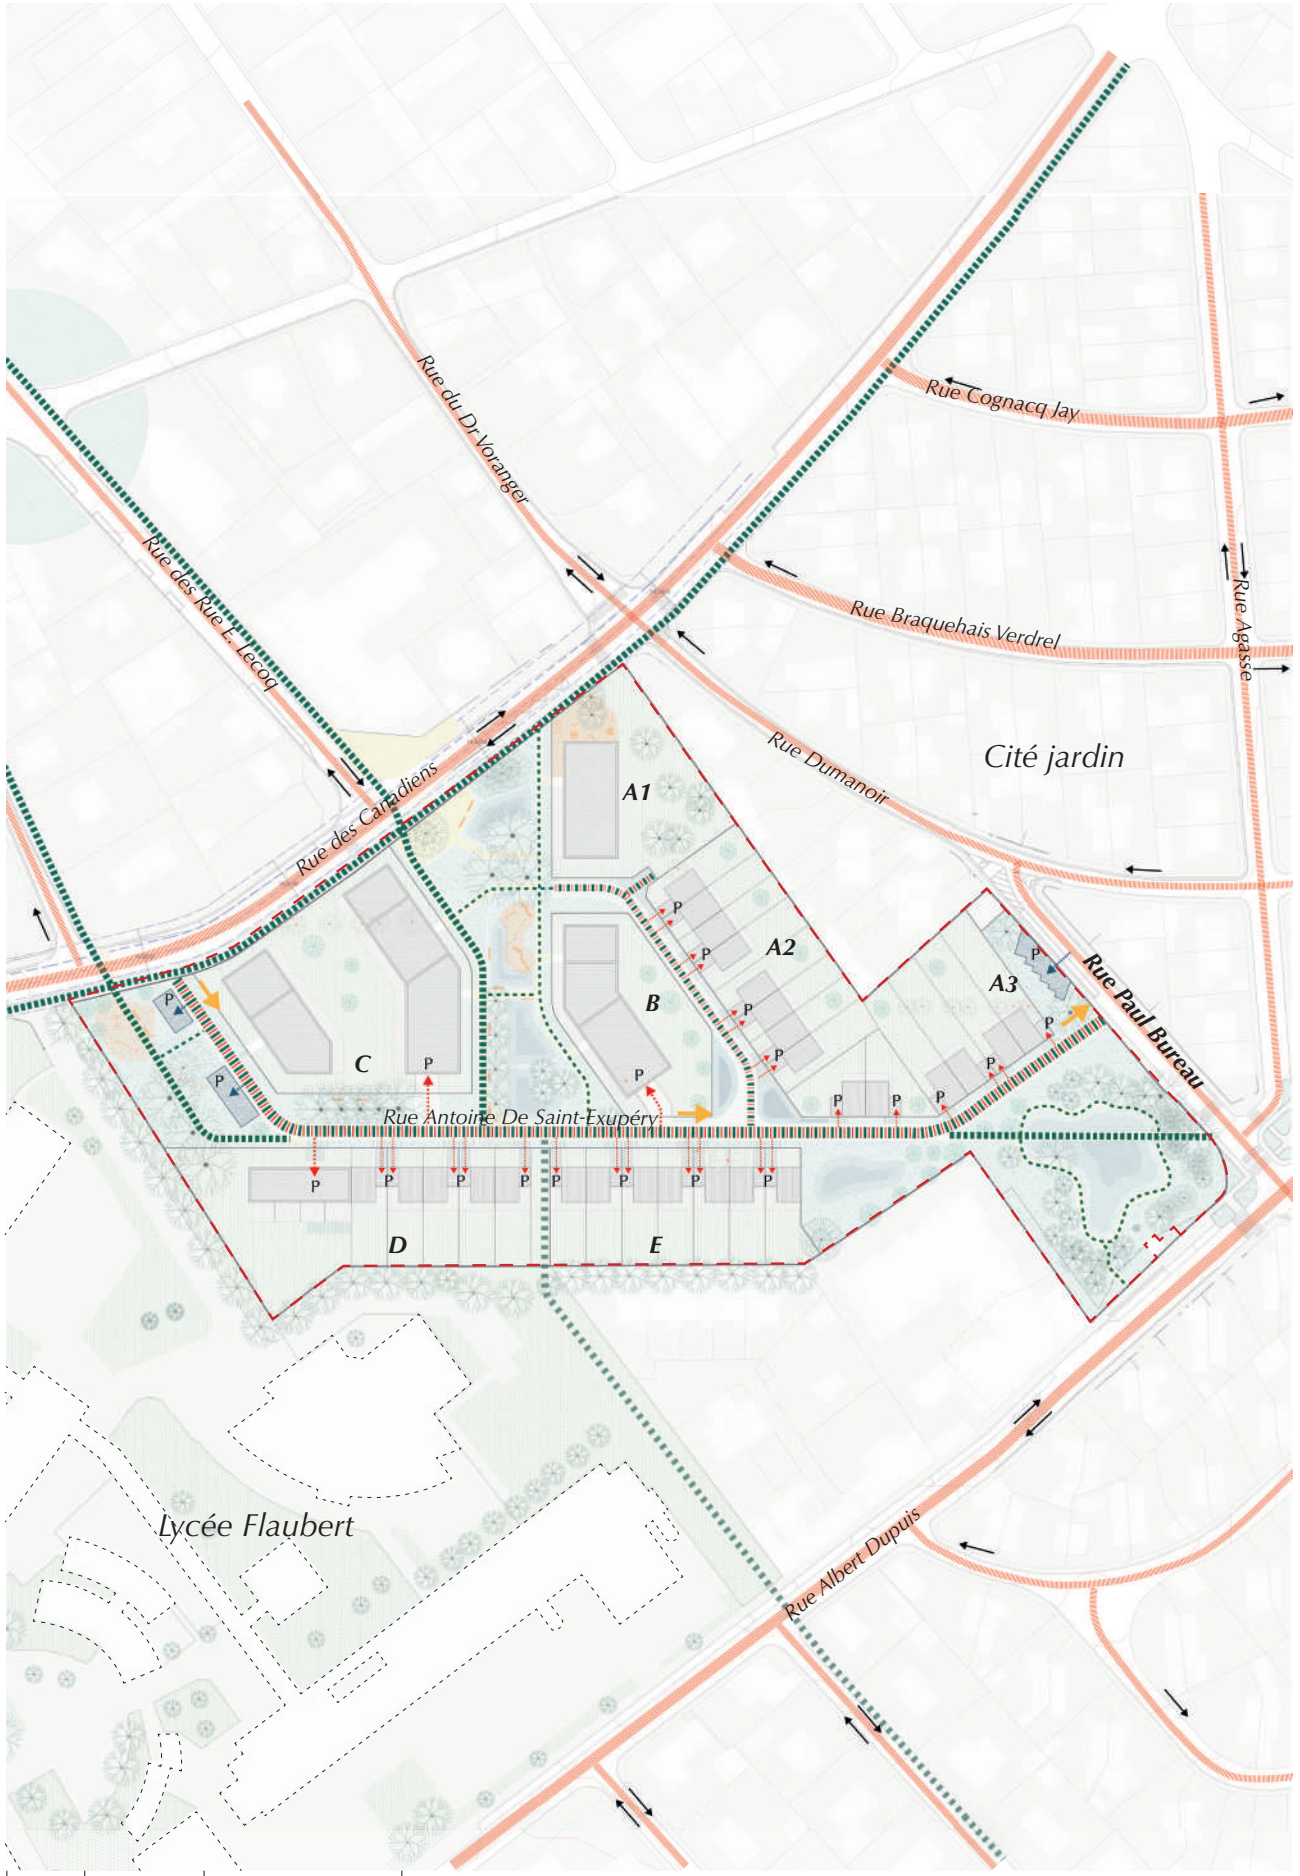 Rue du Dr Voranger
Rue Cognacq Jay
Rue des Rue E. Lecoq
Rue Braquehais Verdrel
Rue Agasse
Rue Dumanoir
Cité jardin
Rue des Canadiens
A1
P
A2
P
A3
P
Rue Paul Bureau
P
B
P
P
C
P
P
P
P
P
P
P
P
P
Rue Antoine De Saint-Exupéry
P
P
P
P
P
P
P
P
D
E
Lycée Flaubert
Rue Albert Dupuis